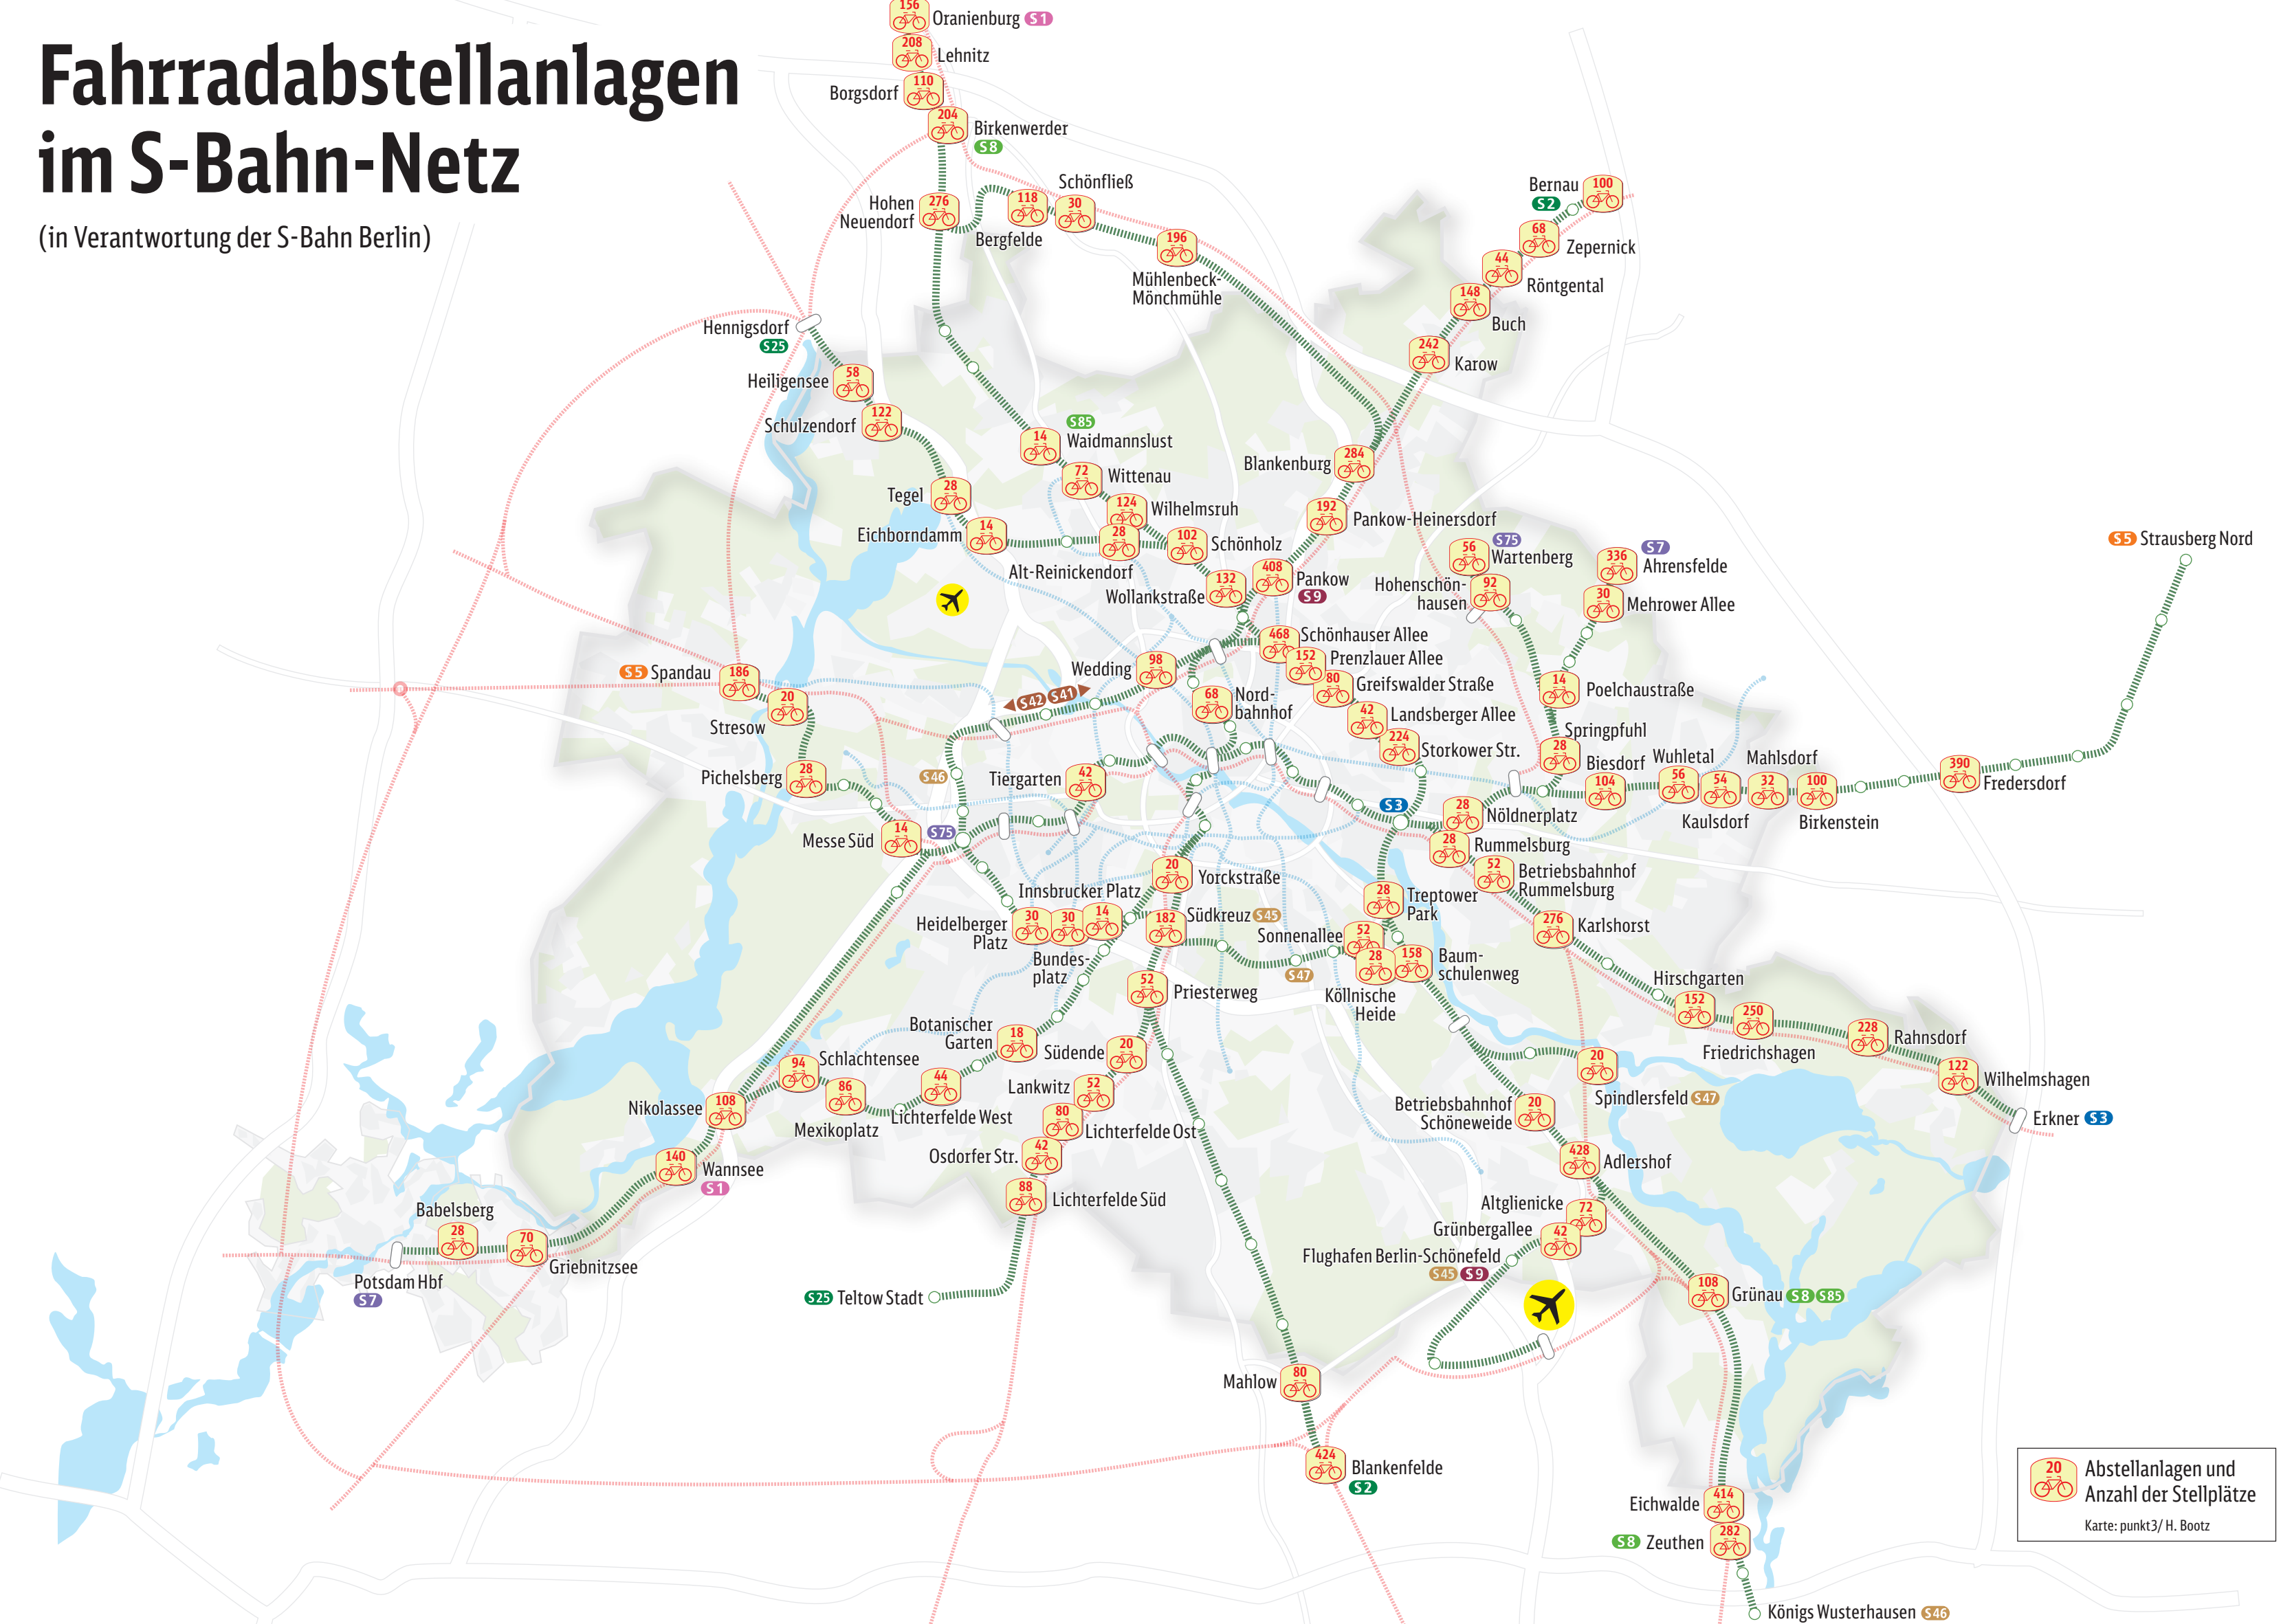 Fahrradabstellanlagen
im S-Bahn-Netz
(in Verantwortung der S-Bahn Berlin)
156
Oranienburg S1
208
Lehnitz
110
Borgsdorf
204
Birkenwerder
S8
276
Hohen
Neuendorf
118
Bergfelde
Schönfließ
30
196
Mühlenbeck-
Mönchmühle
Bernau
S2
100
68
Zepernick
44
Röntgental
148
Buch
242
Karow
Hennigsdorf
S25
Heiligensee
58
Schulzendorf
122
Tegel
28
Eichborndamm
14
S85
14
Waidmannslust
72
Wittenau
124
Wilhelmsruh
28
Alt-Reinickendorf
102
Schönholz
132
Wollankstraße
Blankenburg
284
192
Pankow-Heinersdorf
408
Pankow
S9
56
S75
Wartenberg
Hohenschön-
hausen
92
336
S7
Ahrensfelde
30
Mehrower Allee
S5 Strausberg Nord
468
Schönhauser Allee
152
Prenzlauer Allee
80
Greifswalder Straße
42
Landsberger Allee
224
Storkower Str.
Wedding
98
S42 S41
68
Nord-
bahnhof
14
Poelchaustraße
Springpfuhl
28
Biesdorf
104
Wuhletal
56
54
Kaulsdorf
Mahlsdorf
32
100
Birkenstein
390
Fredersdorf
S5 Spandau
186
20
Stresow
Pichelsberg
28
S46
Tiergarten
42
Messe Süd
14
S75
S3
28
Nöldnerplatz
28
Rummelsburg
52
Betriebsbahnhof
Rummelsburg
276
Karlshorst
20
Yorckstraße
Innsbrucker Platz
Heidelberger
Platz
30
30
14
Bundes-
platz
182
Südkreuz S45
28
Treptower
Park
Sonnenallee
52
S47
28
Köllnische
Heide
158
Baum-
schulenweg
Hirschgarten
152
250
Friedrichshagen
228
Rahnsdorf
122
Wilhelmshagen
Erkner S3
52
Priesterweg
Botanischer
Garten
18
Südende
20
Lankwitz
52
80
Lichterfelde Ost
Osdorfer Str.
42
88
Lichterfelde Süd
94
Schlachtensee
86
Mexikoplatz
44
Lichterfelde West
Nikolassee
108
140
Wannsee
S1
Babelsberg
28
70
Griebnitzsee
Potsdam Hbf
S7
S25 Teltow Stadt
20
Spindlersfeld S47
Betriebsbahnhof
Schöneweide
20
428
Adlershof
Altglienicke
72
Grünbergallee
42
Flughafen Berlin-Schönefeld
S45 S9
108
Grünau S8 S85
Mahlow
80
424
Blankenfelde
S2
Eichwalde
414
S8 Zeuthen
282
Königs Wusterhausen S46
20
Abstellanlagen und
Anzahl der Stellplätze
Karte: punkt3/ H. Bootz